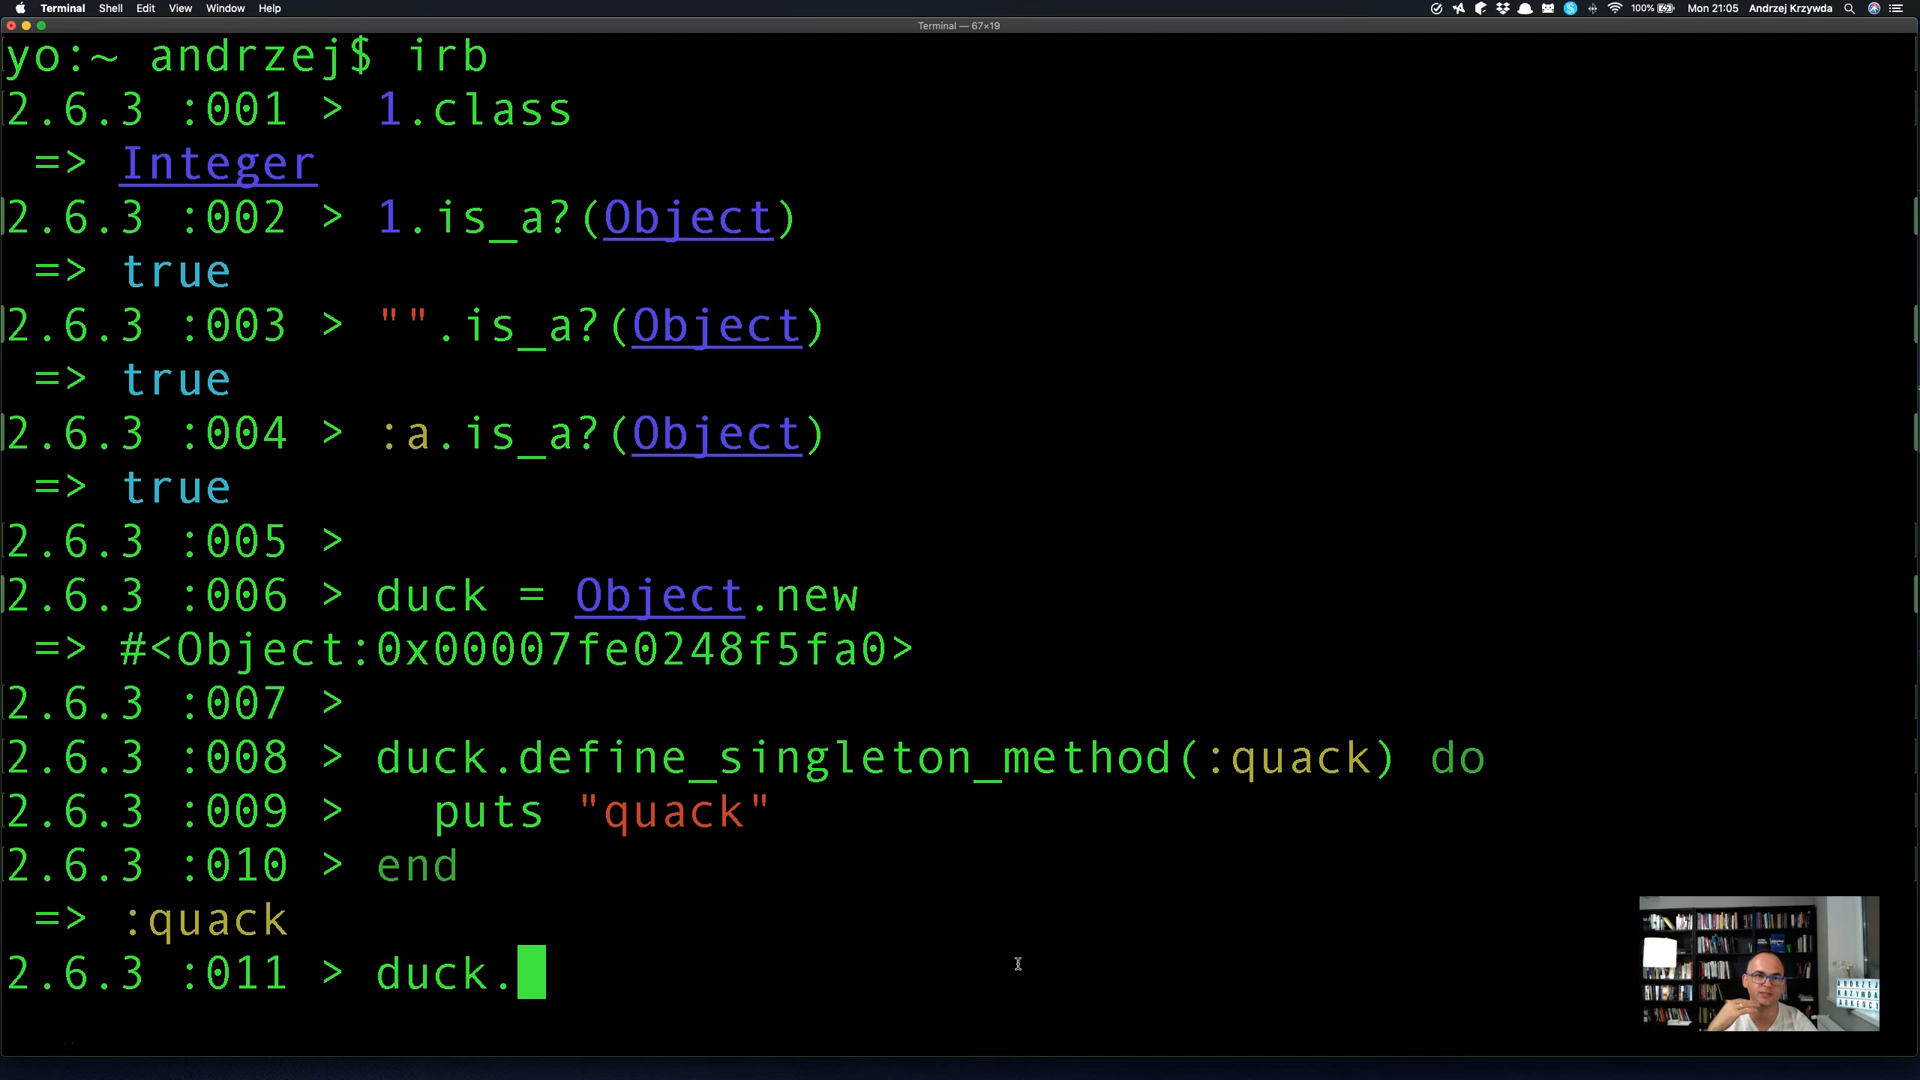 Terminal Shell Edit View Window Help 100% Mon 21:05 Andrzej Krzywda
Terminal — 67×19
yo:~ andrzej$ irb
2.6.3 :001 > 1.class
=> Integer
2.6.3 :002 > 1.is_a?(Object)
=> true
2.6.3 :003 > "".is_a?(Object)
=> true
2.6.3 :004 > :a.is_a?(Object)
=> true
2.6.3 :005 >
2.6.3 :006 > duck = Object.new
=> #<Object:0x00007fe0248f5fa0>
2.6.3 :007 >
2.6.3 :008 > duck.define_singleton_method(:quack) do
2.6.3 :009 >   puts "quack"
2.6.3 :010 > end
=> :quack
2.6.3 :011 > duck.
ANDRZEJ
KRZYWDA
ARKENCY